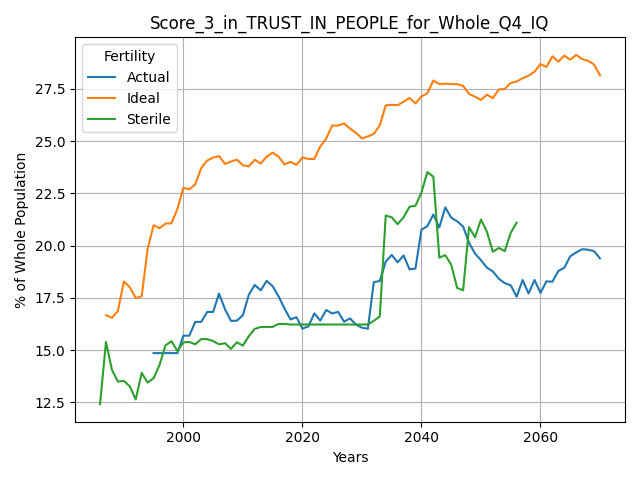 Score_3_in_TRUST_IN_PEOPLE_for_Whole_Q4_IQ
Fertility
Actual
Ideal
Sterile
% of Whole Population
27.5
25.0
22.5
20.0
17.5
15.0
12.5
2000
2020
2040
2060
Years